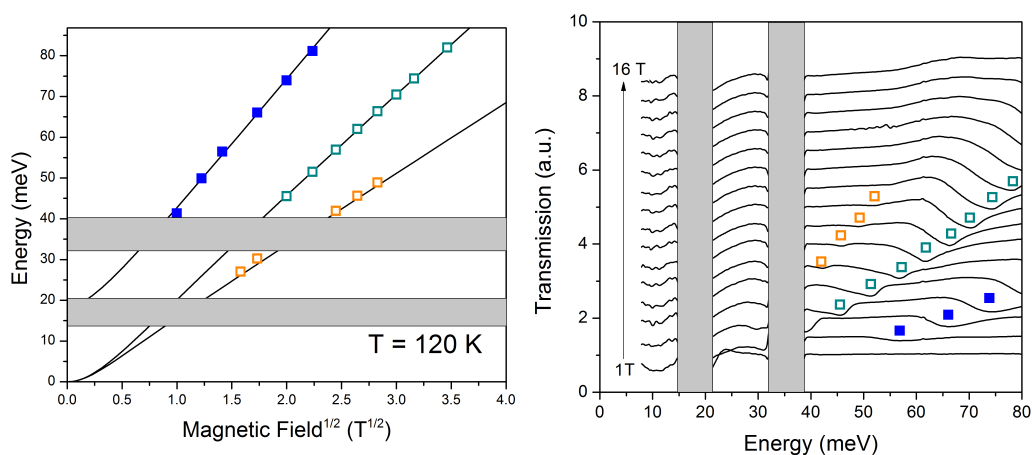 80
70
60
50
40
30
20
10
0
Energy (meV)
T = 120 K
0.0 0.5 1.0 1.5 2.0 2.5 3.0 3.5 4.0
Magnetic Field1/2 (T1/2)
10
8
6
4
2
0
Transmission (a.u.)
16 T
1T
0 10 20 30 40 50 60 70 80
Energy (meV)